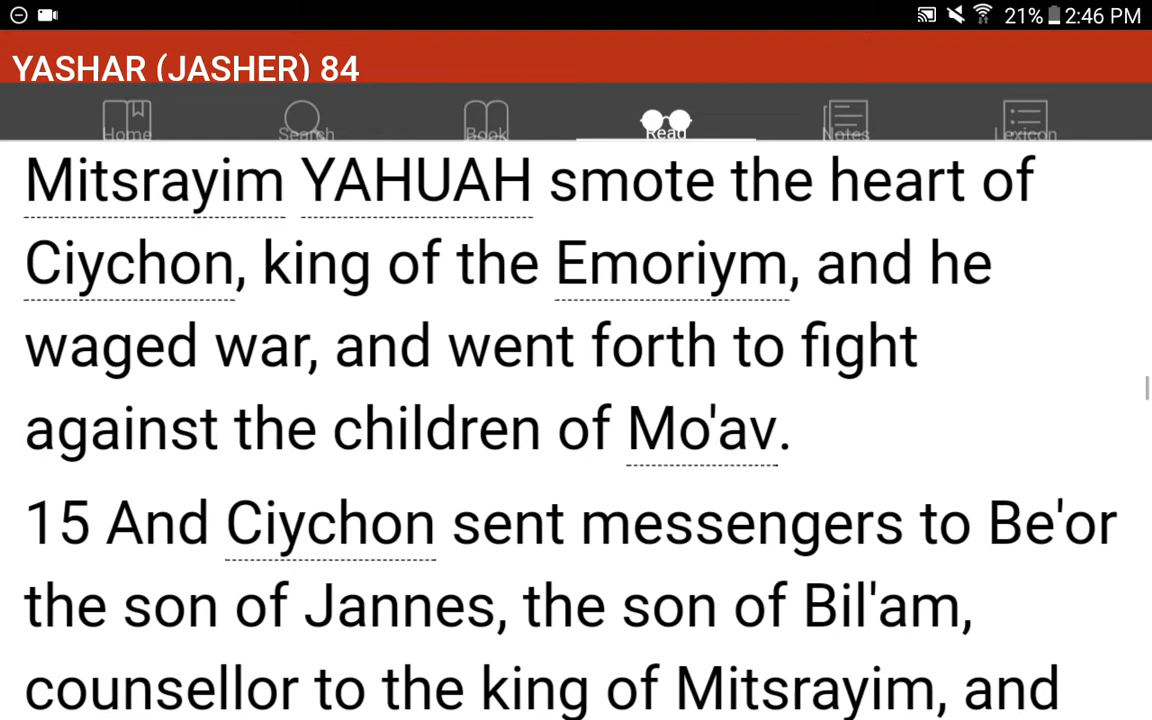 21% 2:46 PM
YASHAR (JASHER) 84
Home Search Book Read Notes Lexicon
Mitsrayim YAHUAH smote the heart of
Ciychon, king of the Emoriym, and he
waged war, and went forth to fight
against the children of Mo'av.
15 And Ciychon sent messengers to Be'or
the son of Jannes, the son of Bil'am,
counsellor to the king of Mitsrayim, and